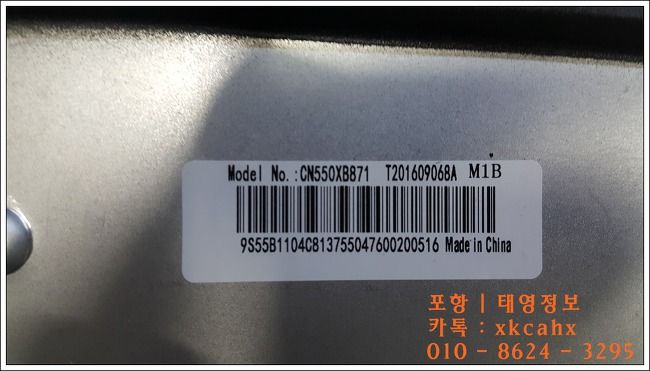 Model No.:CN550XB871 T201609068A M1B
9S55B1104C813755047600200516 Made in China
포항 | 태영정보
카톡 : xkcahx
010 - 8624 - 3295